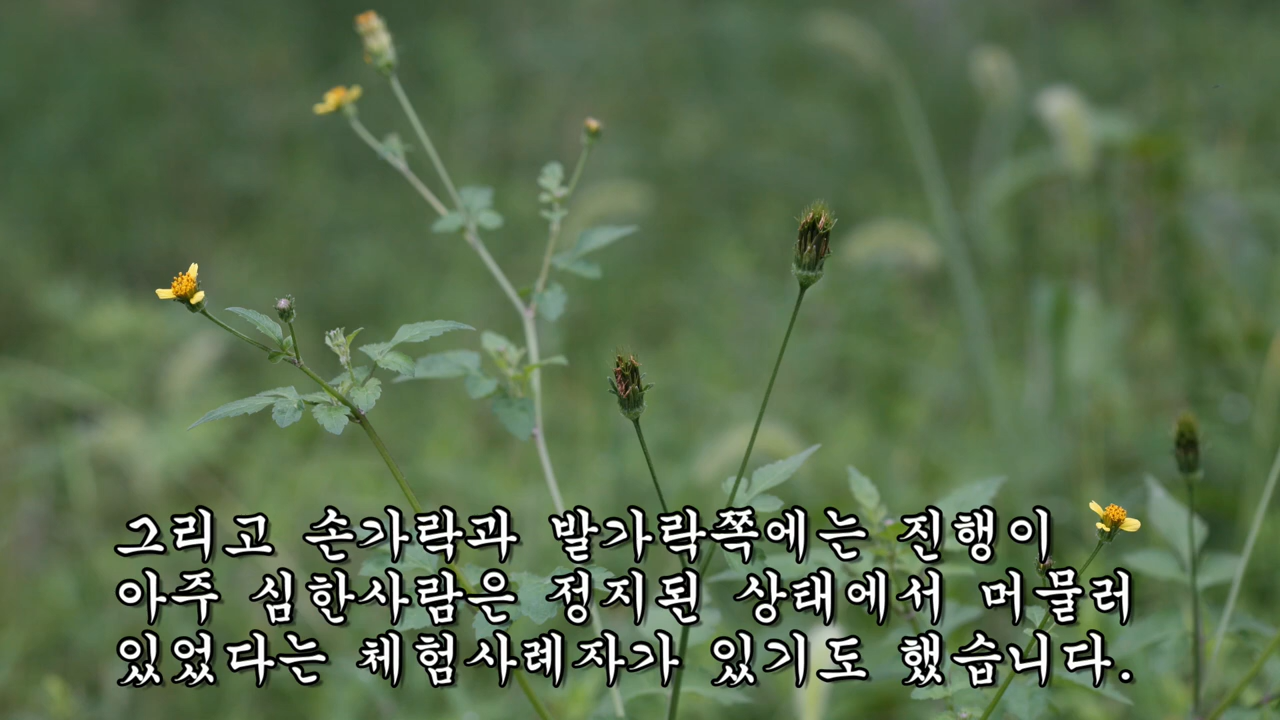 그리고 손가락과 발가락쪽에는 진행이
아주 심한사람은 정지된 상태에서 머물러
있었다는 체험사례자가 있기도 했습니다.